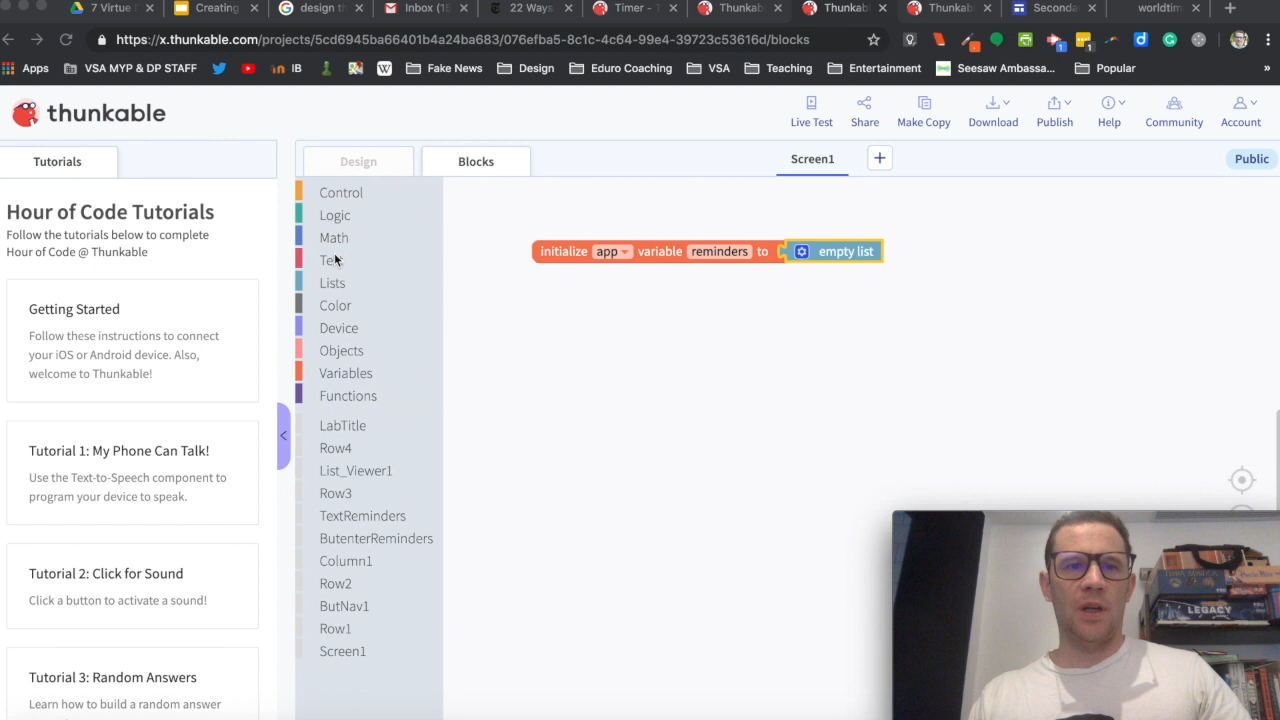 7 Virtue
Creating
design th
Inbox (15
22 Ways
Timer - T
Thunkab
Thunkabl
Thunkabl
Seconda
worldtim
https://x.thunkable.com/projects/5cd6945ba66401b4a24ba683/076efba5-8c1c-4c64-99e4-39723c53616d/blocks
Apps
VSA MYP & DP STAFF
IB
Fake News
Design
Eduro Coaching
VSA
Teaching
Entertainment
Seesaw Ambassa...
Popular
»
thunkable
Live Test
Share
Make Copy
Download
Publish
Help
Community
Account
Tutorials
Design
Blocks
Screen1
+
Public
Hour of Code Tutorials
Follow the tutorials below to complete
Hour of Code @ Thunkable
Getting Started
Follow these instructions to connect
your iOS or Android device. Also,
welcome to Thunkable!
Tutorial 1: My Phone Can Talk!
Use the Text-to-Speech component to
program your device to speak.
Tutorial 2: Click for Sound
Click a button to activate a sound!
Tutorial 3: Random Answers
Learn how to build a random answer
Control
Logic
Math
Lists
Color
Device
Objects
Variables
Functions
LabTitle
Row4
List_Viewer1
Row3
TextReminders
ButenterReminders
Column1
Row2
ButNav1
Row1
Screen1
initialize app variable reminders to empty list
LEGACY